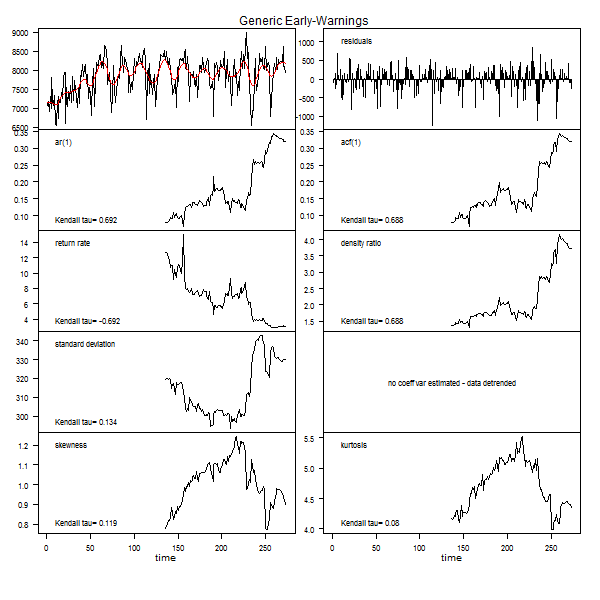 Generic Early-Warnings
9000
8500
8000
7500
7000
6500
residuals
1000
500
0
-500
-1000
0.35
0.30
0.25
0.20
0.15
0.10
ar(1)
Kendall tau= 0.692
0.35
0.30
0.25
0.20
0.15
0.10
acf(1)
Kendall tau= 0.688
14
12
10
8
6
4
return rate
Kendall tau= -0.692
4.0
3.5
3.0
2.5
2.0
1.5
density ratio
Kendall tau= 0.688
340
330
320
310
300
standard deviation
Kendall tau= 0.134
no coeff var estimated - data detrended
1.2
1.1
1.0
0.9
0.8
skewness
Kendall tau= 0.119
5.5
5.0
4.5
4.0
kurtosis
Kendall tau= 0.08
0 50 100 150 200 250
time
0 50 100 150 200 250
time